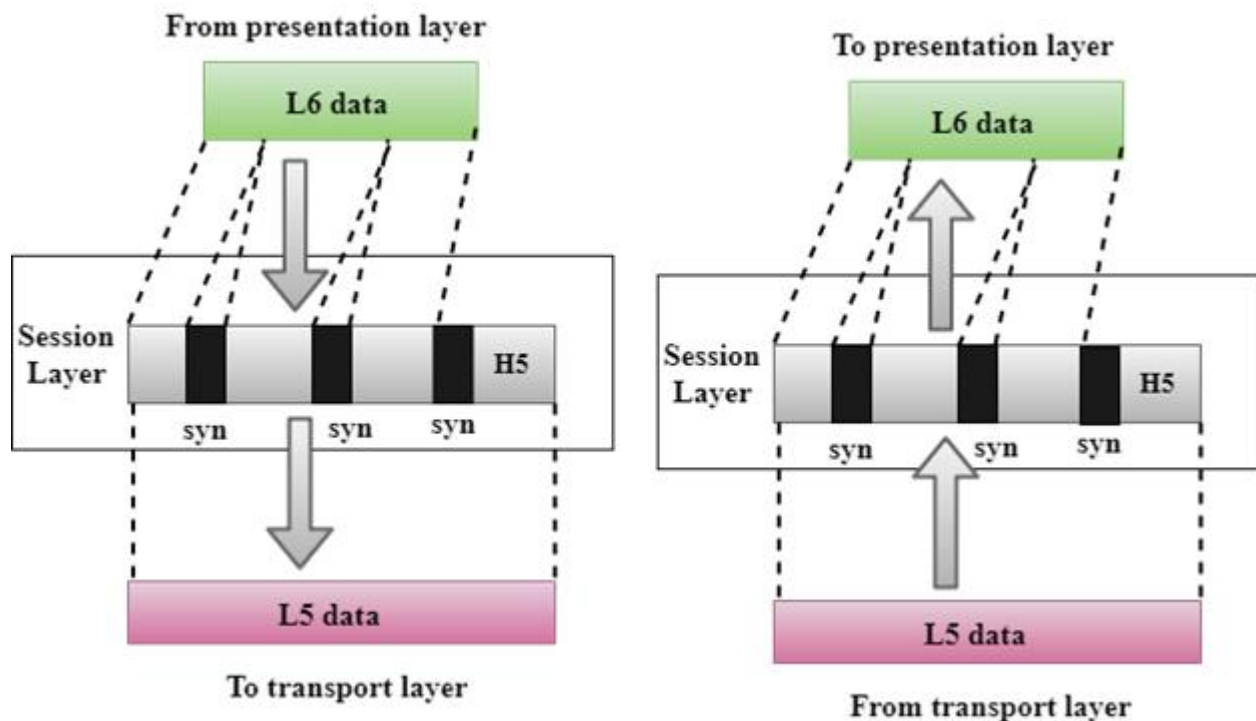 From presentation layer
L6 data
Session
Layer
H5
syn
syn
syn
L5 data
To transport layer
To presentation layer
L6 data
Session
Layer
H5
syn
syn
syn
L5 data
From transport layer